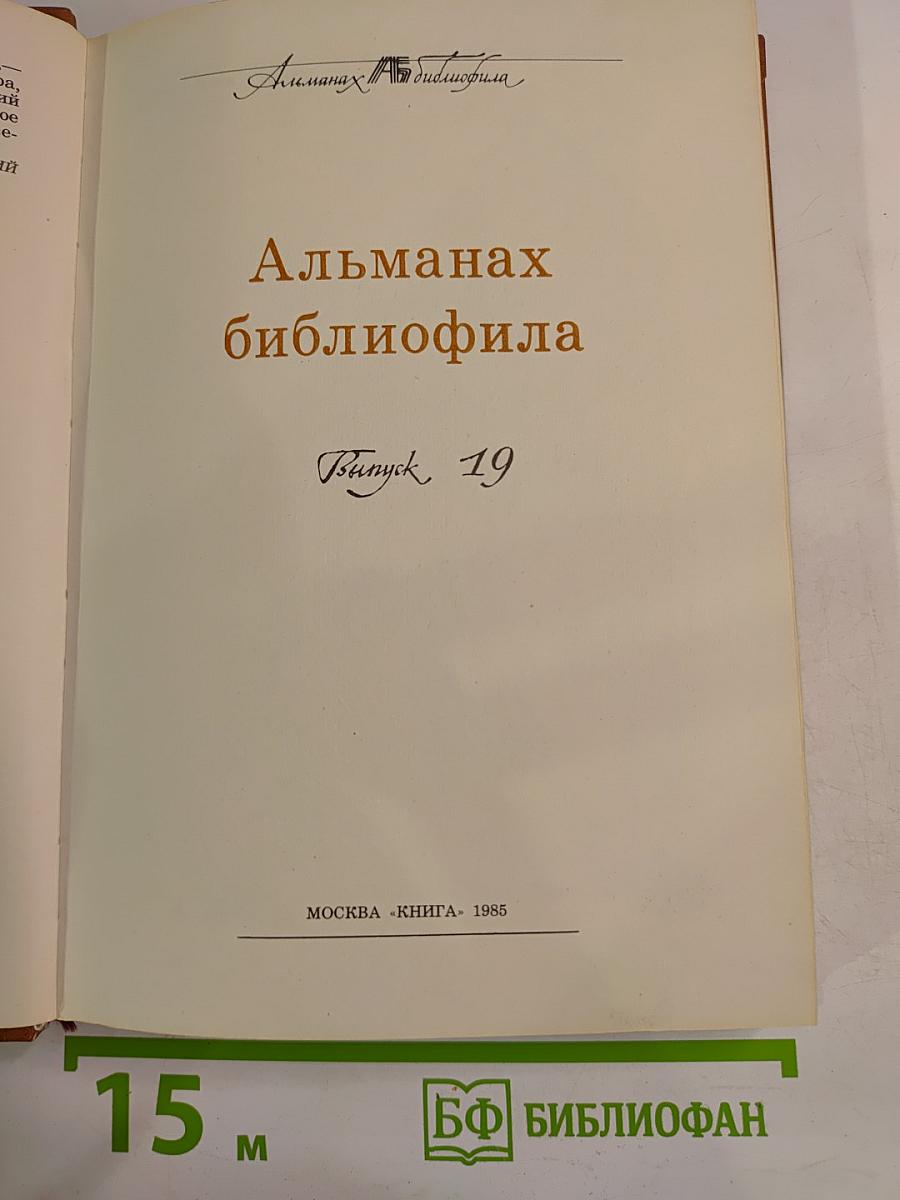 Альманах АБ библиофила
Альманах
библиофила
Выпуск 19
МОСКВА «КНИГА» 1985
15 м
БФ БИБЛИОФАН